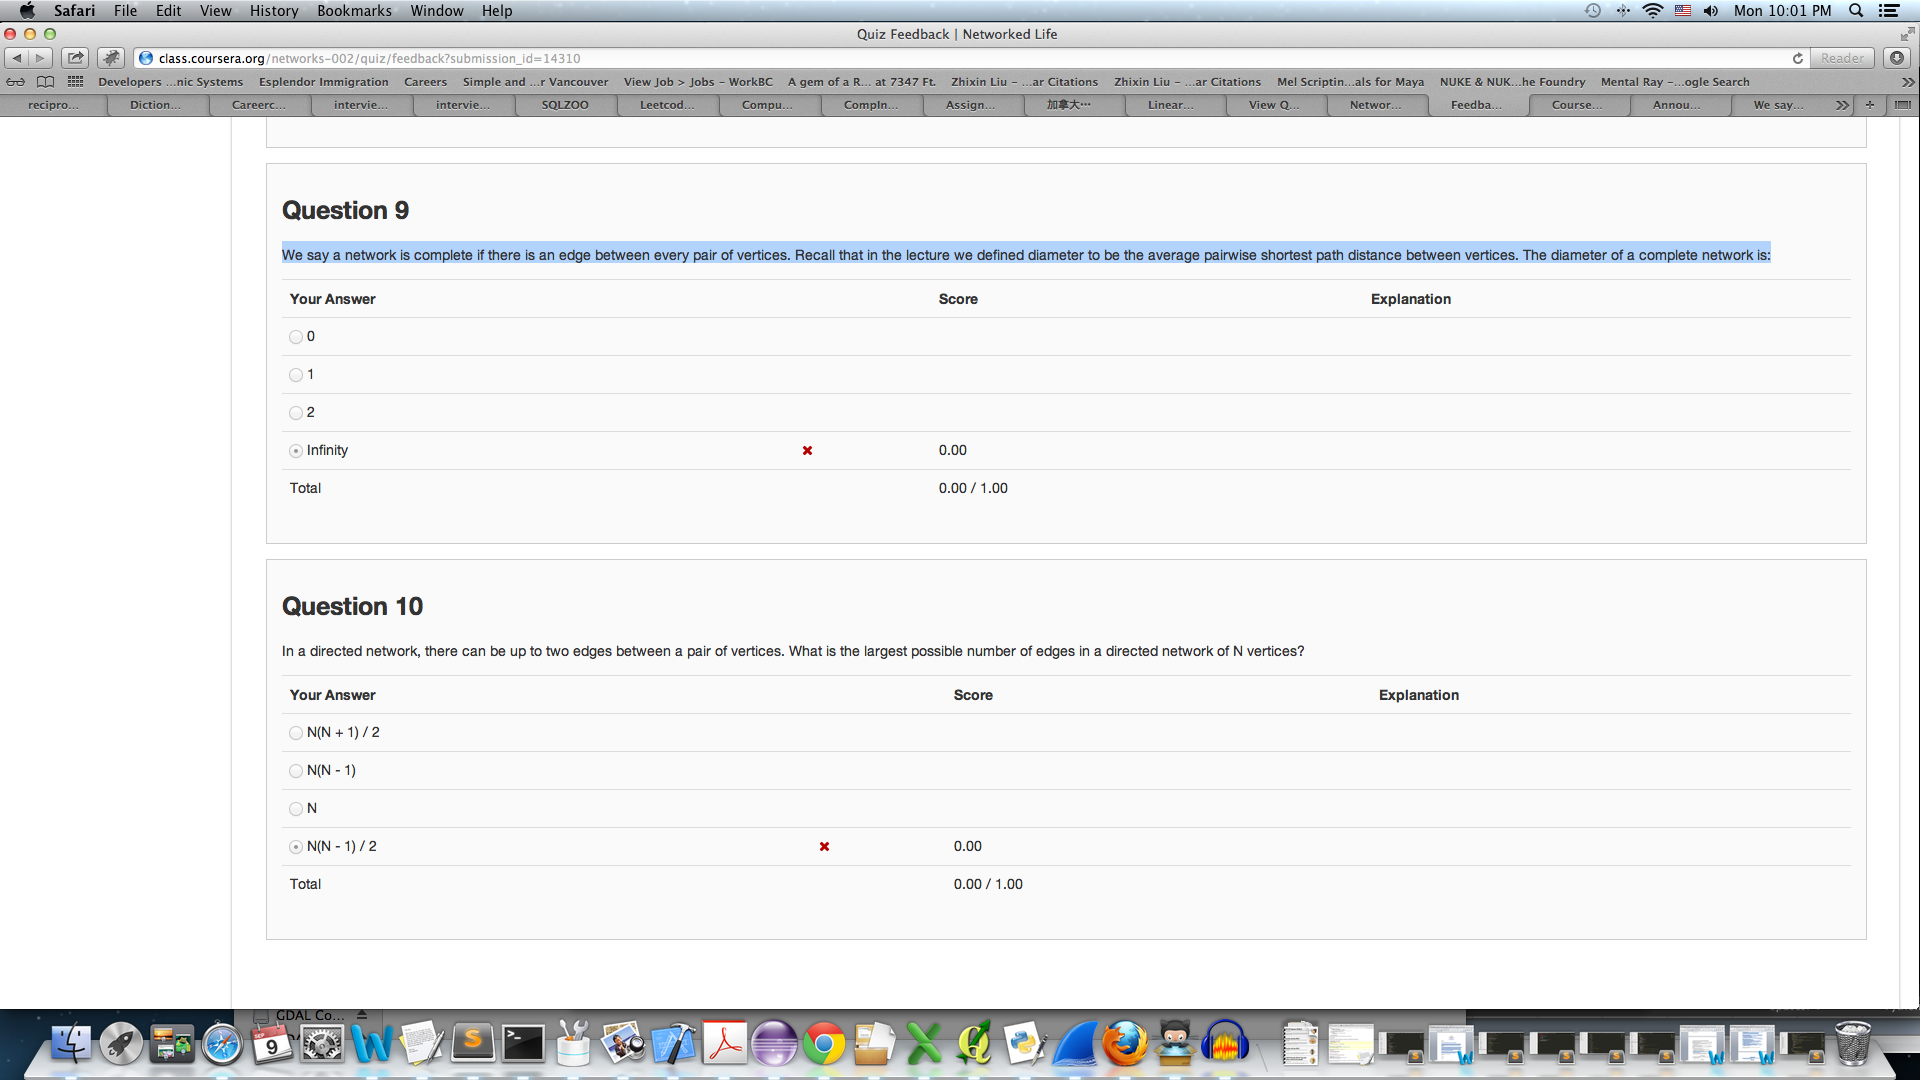 Safari File Edit View History Bookmarks Window Help Mon 10:01 PM
Quiz Feedback | Networked Life
class.coursera.org/networks-002/quiz/feedback?submission_id=14310 Reader
Developers ...nic Systems Esplendor Immigration Careers Simple and ...r Vancouver View Job > Jobs - WorkBC A gem of a R... at 7347 Ft. Zhixin Liu - ...ar Citations Zhixin Liu - ...ar Citations Mel Scriptin...als for Maya NUKE & NUK...he Foundry Mental Ray -...ogle Search
recipro... Diction... Careerc... intervie... intervie... SQLZOO Leetcod... Compu... CompIn... Assign... 加拿大... Linear... View Q... Networ... Feedba... Course... Annou... We say...
Question 9
We say a network is complete if there is an edge between every pair of vertices. Recall that in the lecture we defined diameter to be the average pairwise shortest path distance between vertices. The diameter of a complete network is:
Your Answer Score Explanation
0
1
2
Infinity 0.00
Total 0.00 / 1.00
Question 10
In a directed network, there can be up to two edges between a pair of vertices. What is the largest possible number of edges in a directed network of N vertices?
Your Answer Score Explanation
N(N + 1) / 2
N(N - 1)
N
N(N - 1) / 2 0.00
Total 0.00 / 1.00
GDAL Co...
SEP
9